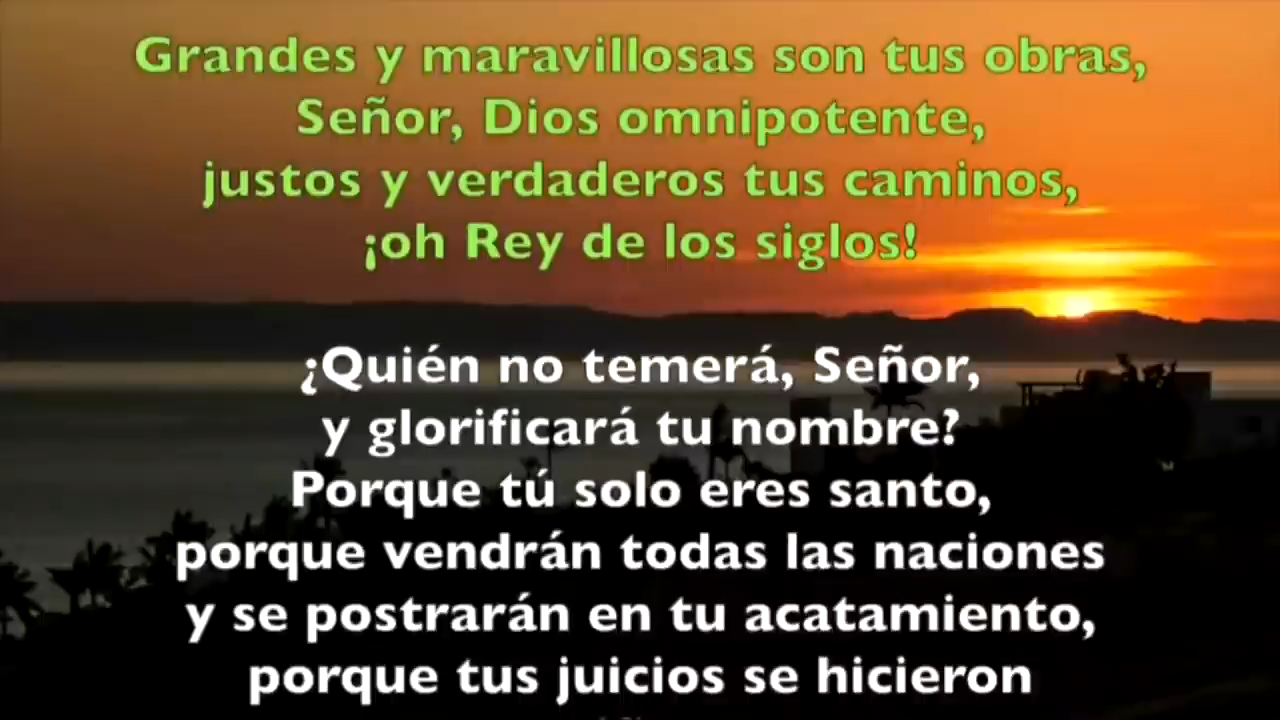 Grandes y maravillosas son tus obras,
Señor, Dios omnipotente,
justos y verdaderos tus caminos,
¡oh Rey de los siglos!
¿Quién no temerá, Señor,
y glorificará tu nombre?
Porque tú solo eres santo,
porque vendrán todas las naciones
y se postrarán en tu acatamiento,
porque tus juicios se hicieron